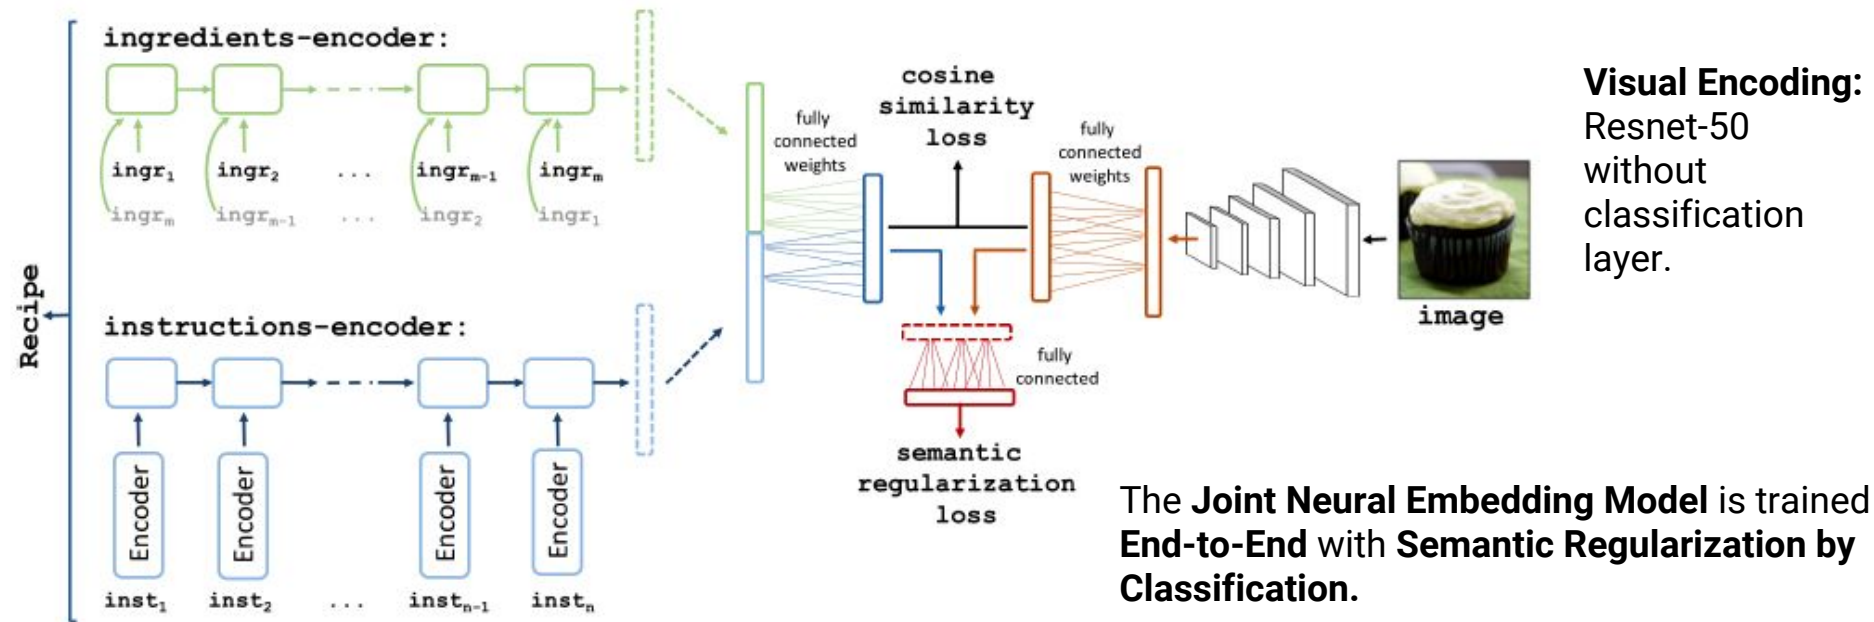 Recipe
ingredients-encoder:
ingr₁ ingr₂ ... ingrₘ₋₁ ingrₘ
ingrₘ ingrₘ₋₁ ... ingr₂ ingr₁
instructions-encoder:
Encoder Encoder Encoder Encoder
inst₁ inst₂ ... instₙ₋₁ instₙ
fully
connected
weights
cosine
similarity
loss
fully
connected
weights
image
fully
connected
semantic
regularization
loss
Visual Encoding:
Resnet-50
without
classification
layer.
The Joint Neural Embedding Model is trained
End-to-End with Semantic Regularization by
Classification.